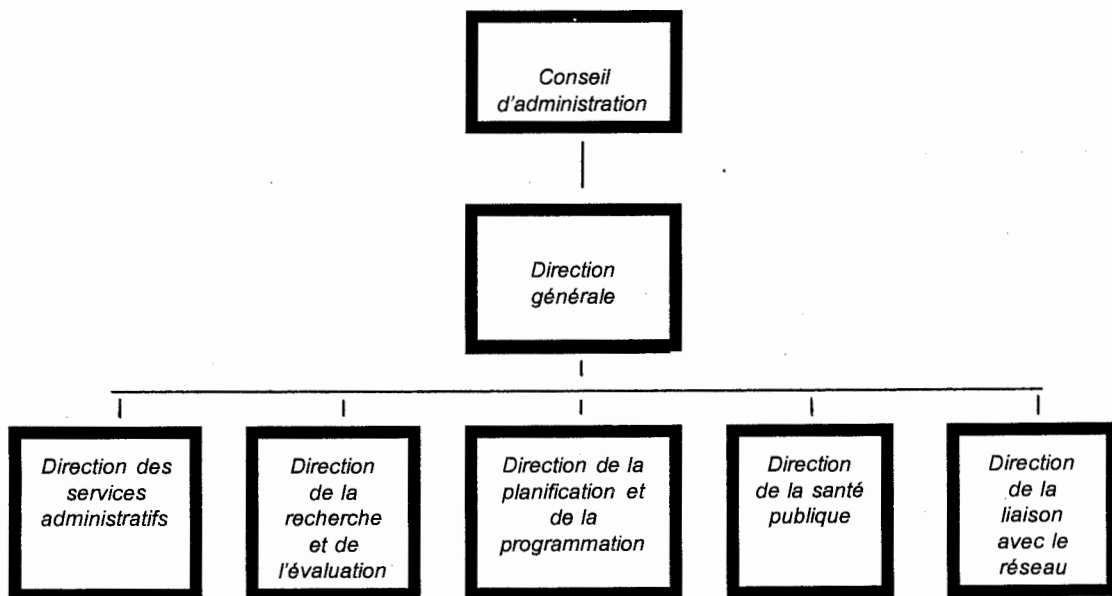 Conseil
d'administration
Direction
générale
Direction des
services
administratifs
Direction
de la
recherche
et de
l'évaluation
Direction de la
planification et
de la
programmation
Direction
de la santé
publique
Direction
de la
liaison
avec le
réseau